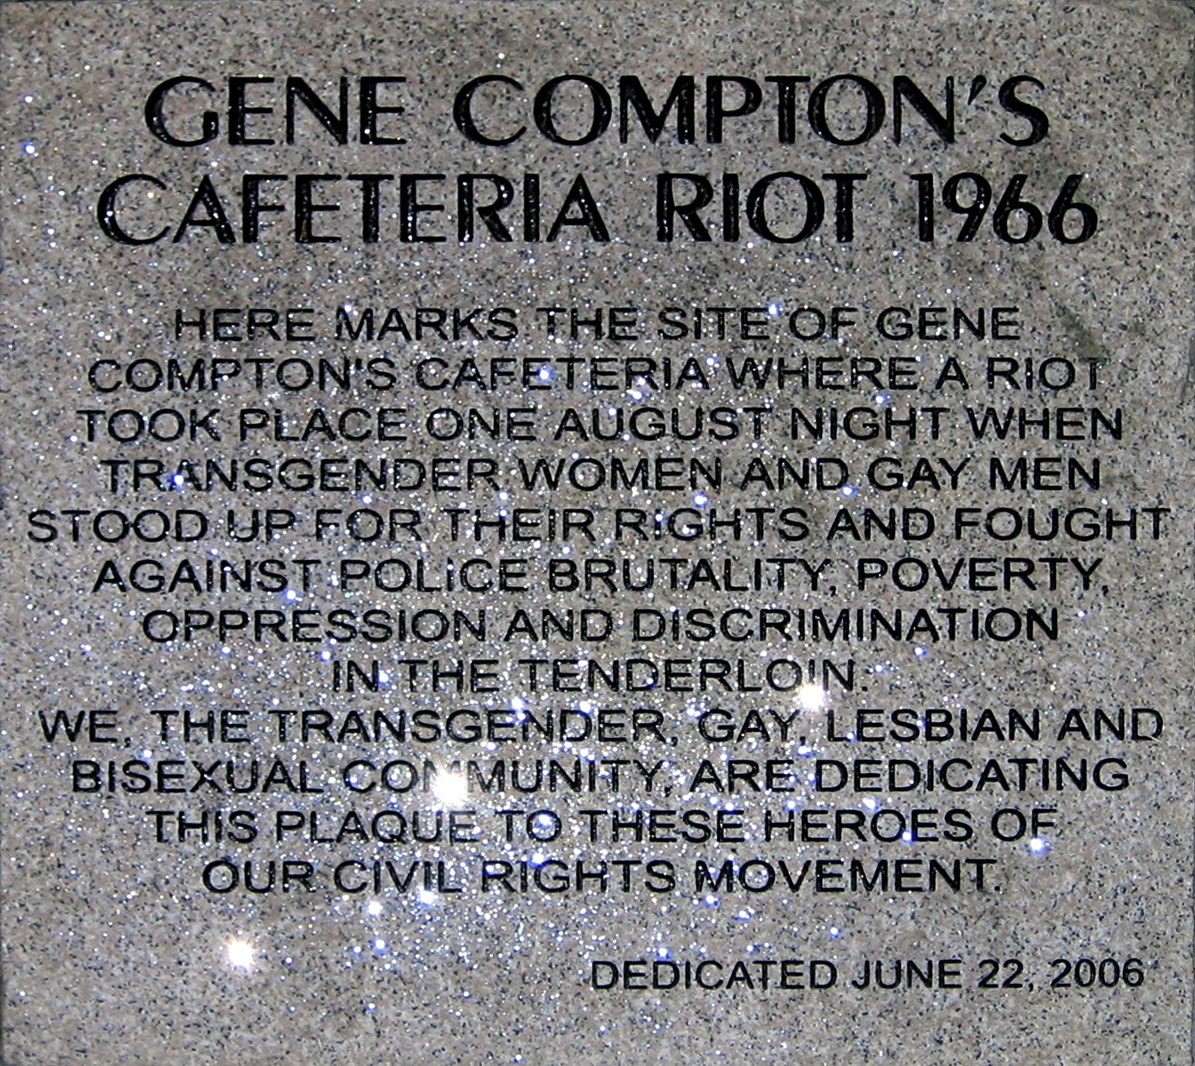 GENE COMPTON'S
CAFETERIA RIOT 1966
HERE MARKS THE SITE OF GENE
COMPTON'S CAFETERIA WHERE A RIOT
TOOK PLACE ONE AUGUST NIGHT WHEN
TRANSGENDER WOMEN AND GAY MEN
STOOD UP FOR THEIR RIGHTS AND FOUGHT
AGAINST POLICE BRUTALITY, POVERTY,
OPPRESSION AND DISCRIMINATION
IN THE TENDERLOIN.
WE, THE TRANSGENDER, GAY, LESBIAN AND
BISEXUAL COMMUNITY, ARE DEDICATING
THIS PLAQUE TO THESE HEROES OF
OUR CIVIL RIGHTS MOVEMENT.
DEDICATED JUNE 22, 2006